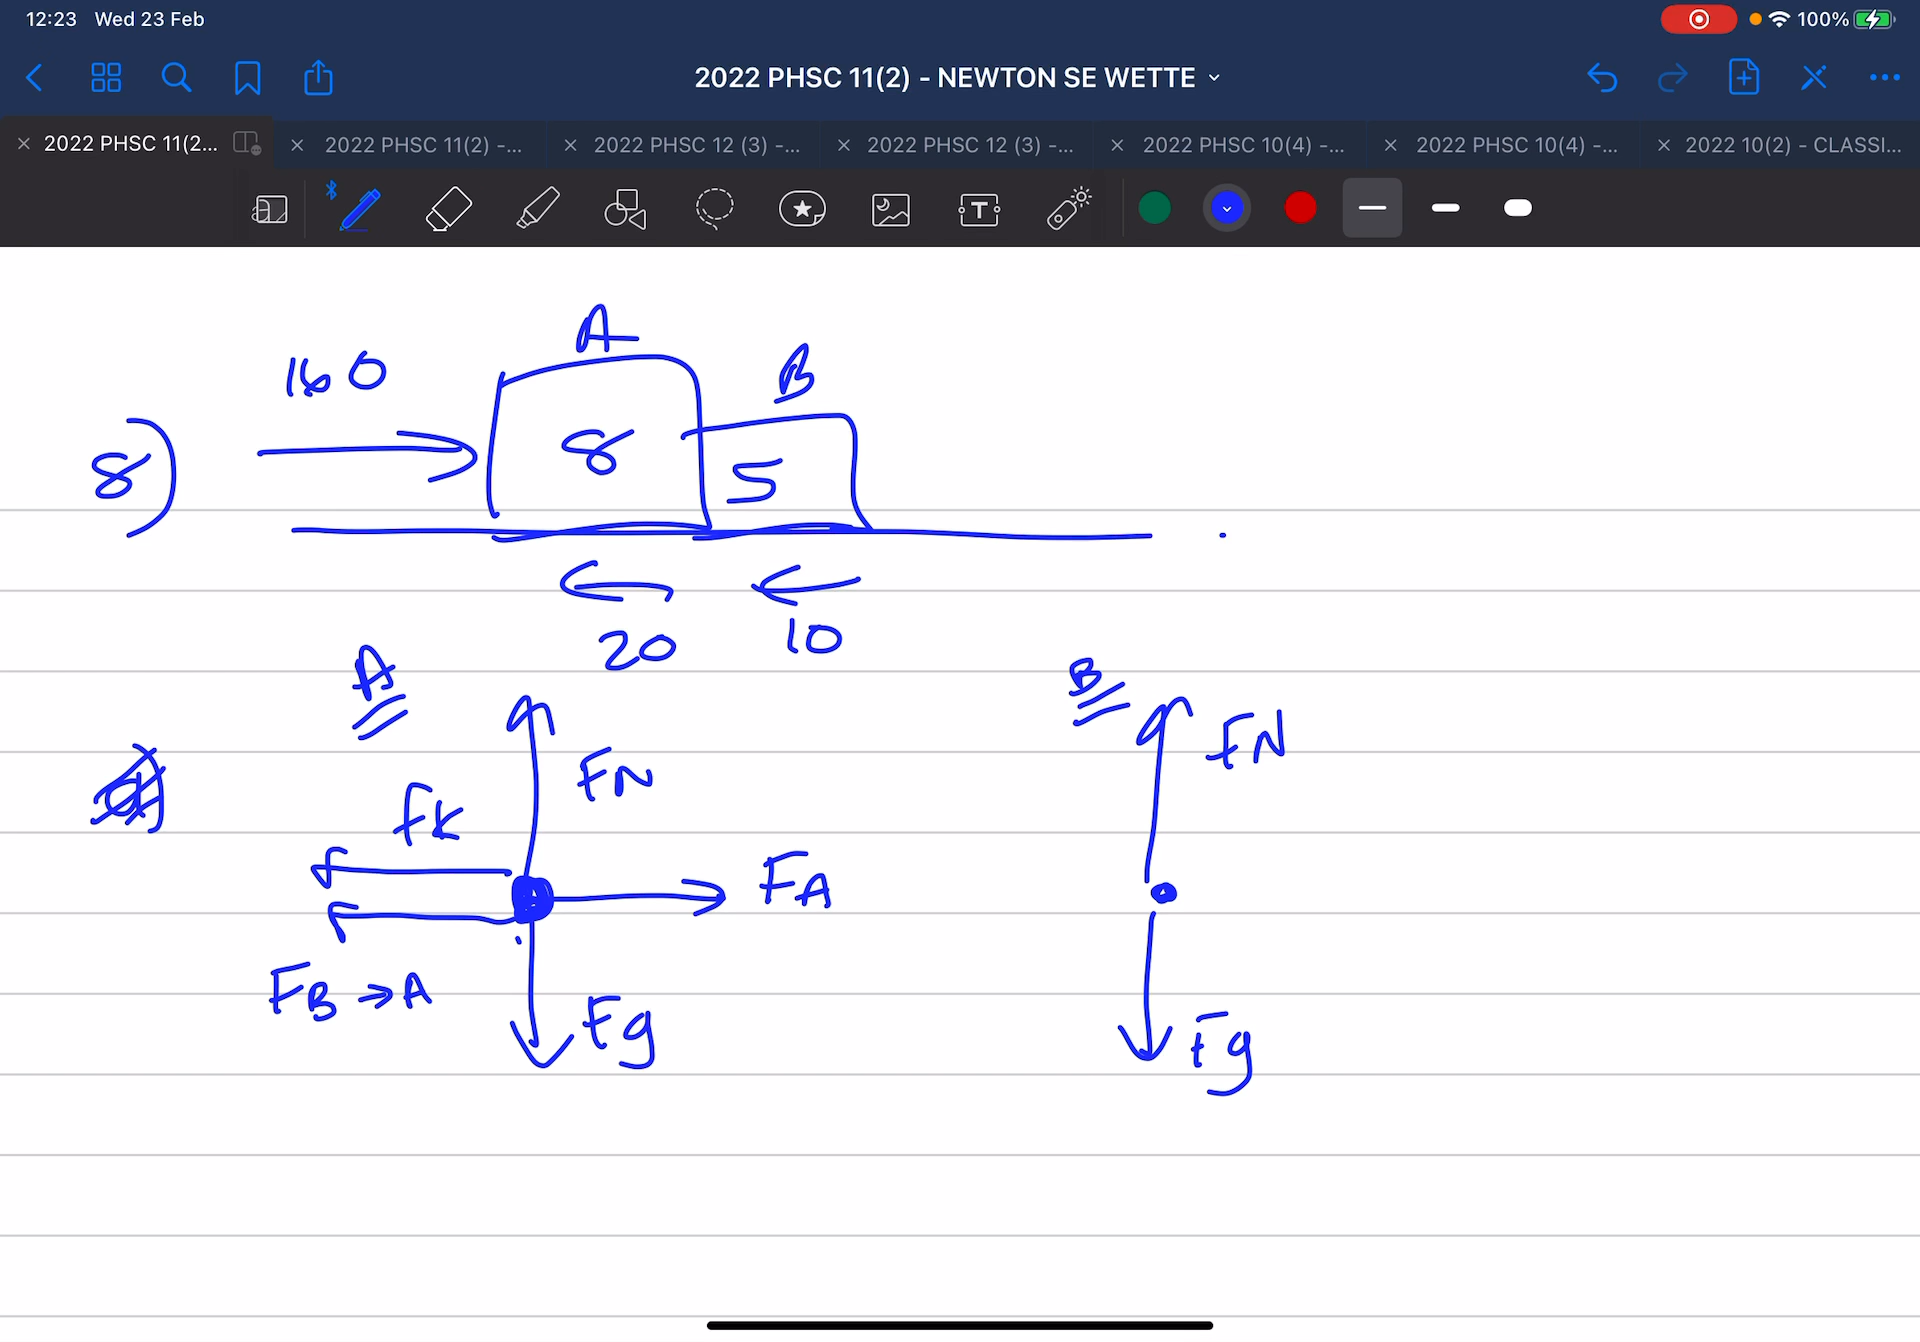 12:23 Wed 23 Feb
100%
2022 PHSC 11(2) - NEWTON SE WETTE
2022 PHSC 11(2...
2022 PHSC 11(2) -...
2022 PHSC 12 (3) -...
2022 PHSC 12 (3) -...
2022 PHSC 10(4) -...
2022 PHSC 10(4) -...
2022 10(2) - CLASSI...
T
A
160
B
8)
8
5
20
10
A
B
FN
FN
fk
FA
FB → A
Fg
Fg